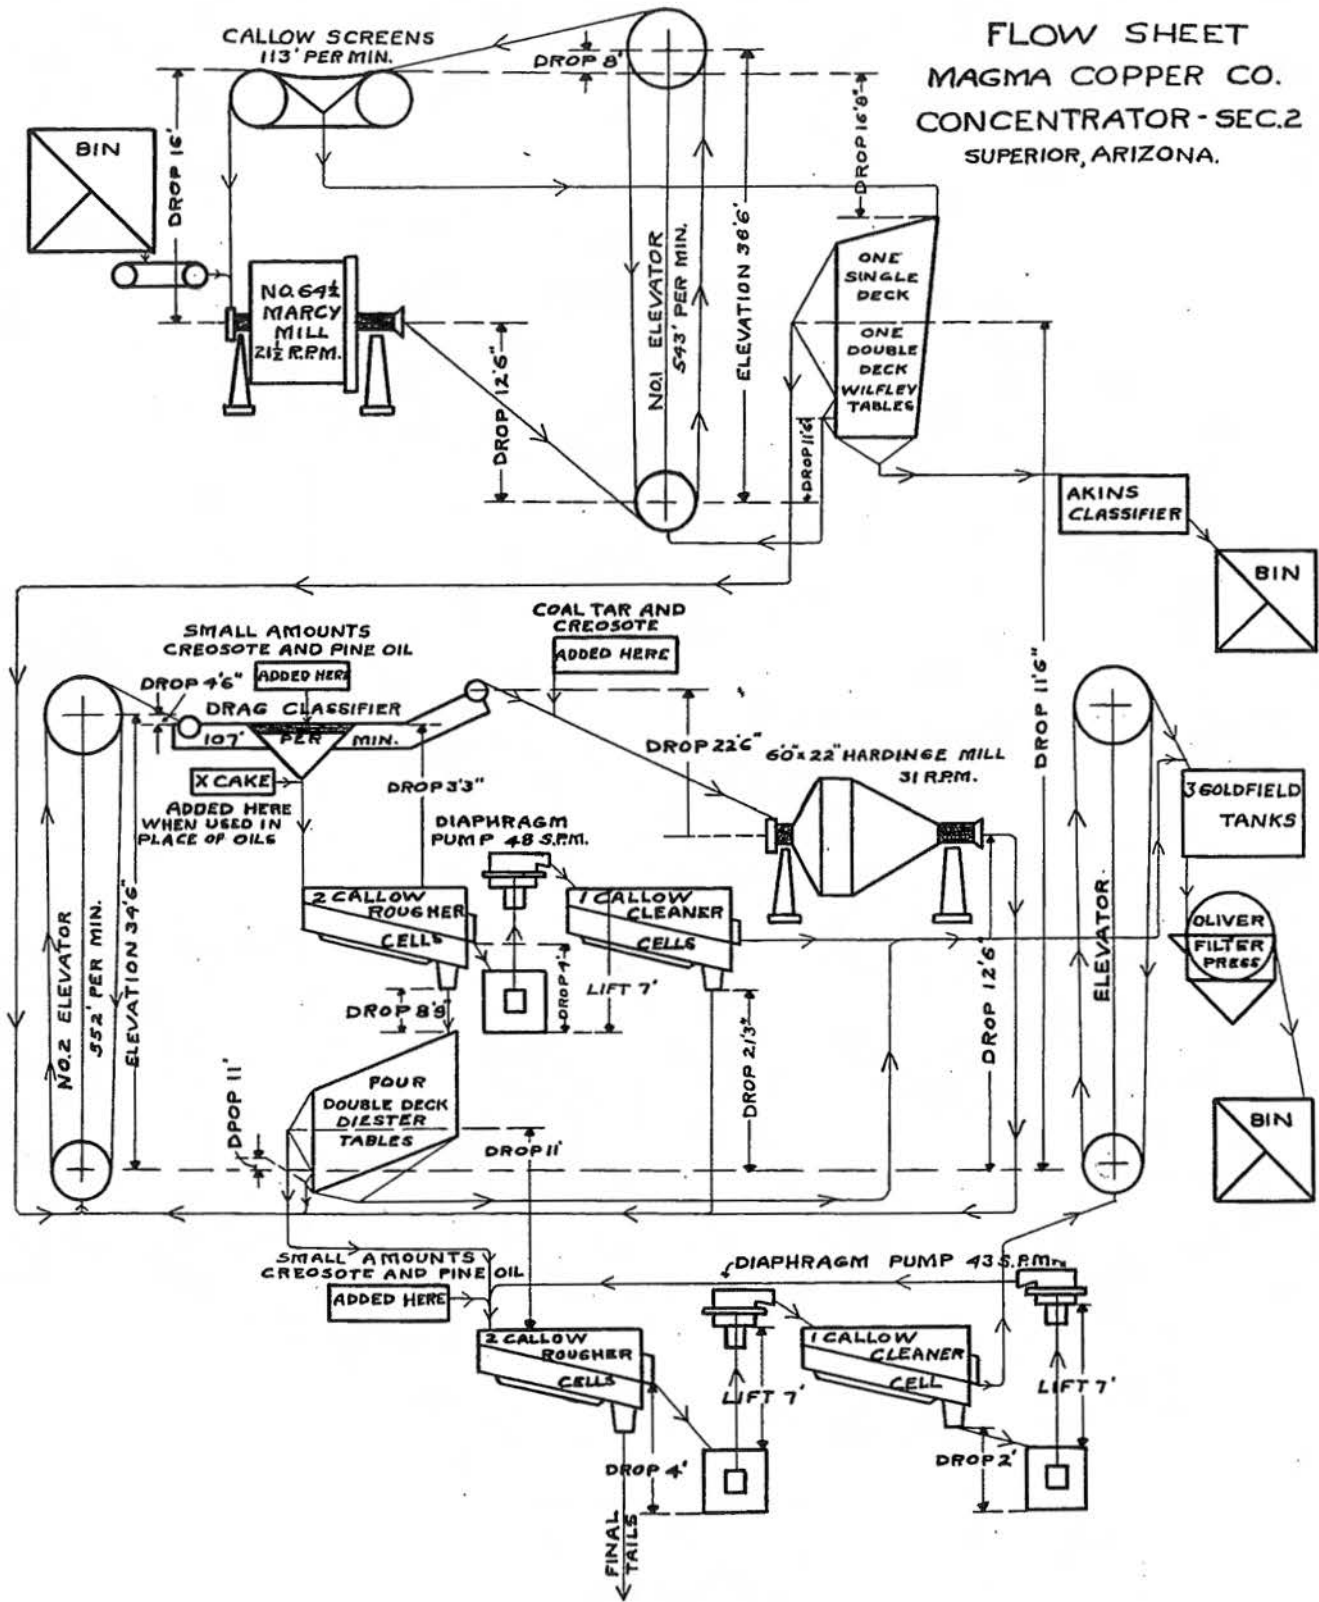 FLOW SHEET
MAGMA COPPER CO.
CONCENTRATOR - SEC.2
SUPERIOR, ARIZONA.
CALLOW SCREENS
113' PER MIN.
DROP 8'
DROP 16'
DROP 16'8"
BIN
NO.64½
MARCY
MILL
21½ R.P.M.
DROP 12'6"
NO.1 ELEVATOR
543' PER MIN.
ELEVATION 36'6"
ONE
SINGLE
DECK
ONE
DOUBLE
DECK
WILFLEY
TABLES
DROP 11'6"
AKINS
CLASSIFIER
BIN
SMALL AMOUNTS
CREOSOTE AND PINE OIL
ADDED HERE
DROP 4'6"
DRAG CLASSIFIER
107' PER MIN.
X CAKE
ADDED HERE
WHEN USED IN
PLACE OF OILS
COAL TAR AND
CREOSOTE
ADDED HERE
DROP 3'3"
DROP 22'6"
6'0" x 22" HARDINGE MILL
31 R.P.M.
DROP 11'6"
DIAPHRAGM
PUMP 48 S.P.M.
2 CALLOW
ROUGHER
CELLS
1 CALLOW
CLEANER
CELLS
3 GOLDFIELD
TANKS
OLIVER
FILTER
PRESS
BIN
ELEVATOR
NO.2 ELEVATOR
552' PER MIN.
ELEVATION 34'6"
DROP 8'9"
DROP 4'
LIFT 7'
DROP 21'3"
DROP 12'6"
FOUR
DOUBLE DECK
DIESTER
TABLES
DPOP 11'
DROP 11'
SMALL AMOUNTS
CREOSOTE AND PINE OIL
ADDED HERE
DIAPHRAGM PUMP 43 S.P.M.
2 CALLOW
ROUGHER
CELLS
1 CALLOW
CLEANER
CELL
LIFT 7'
LIFT 7'
DROP 4'
DROP 2'
FINAL
TAILS